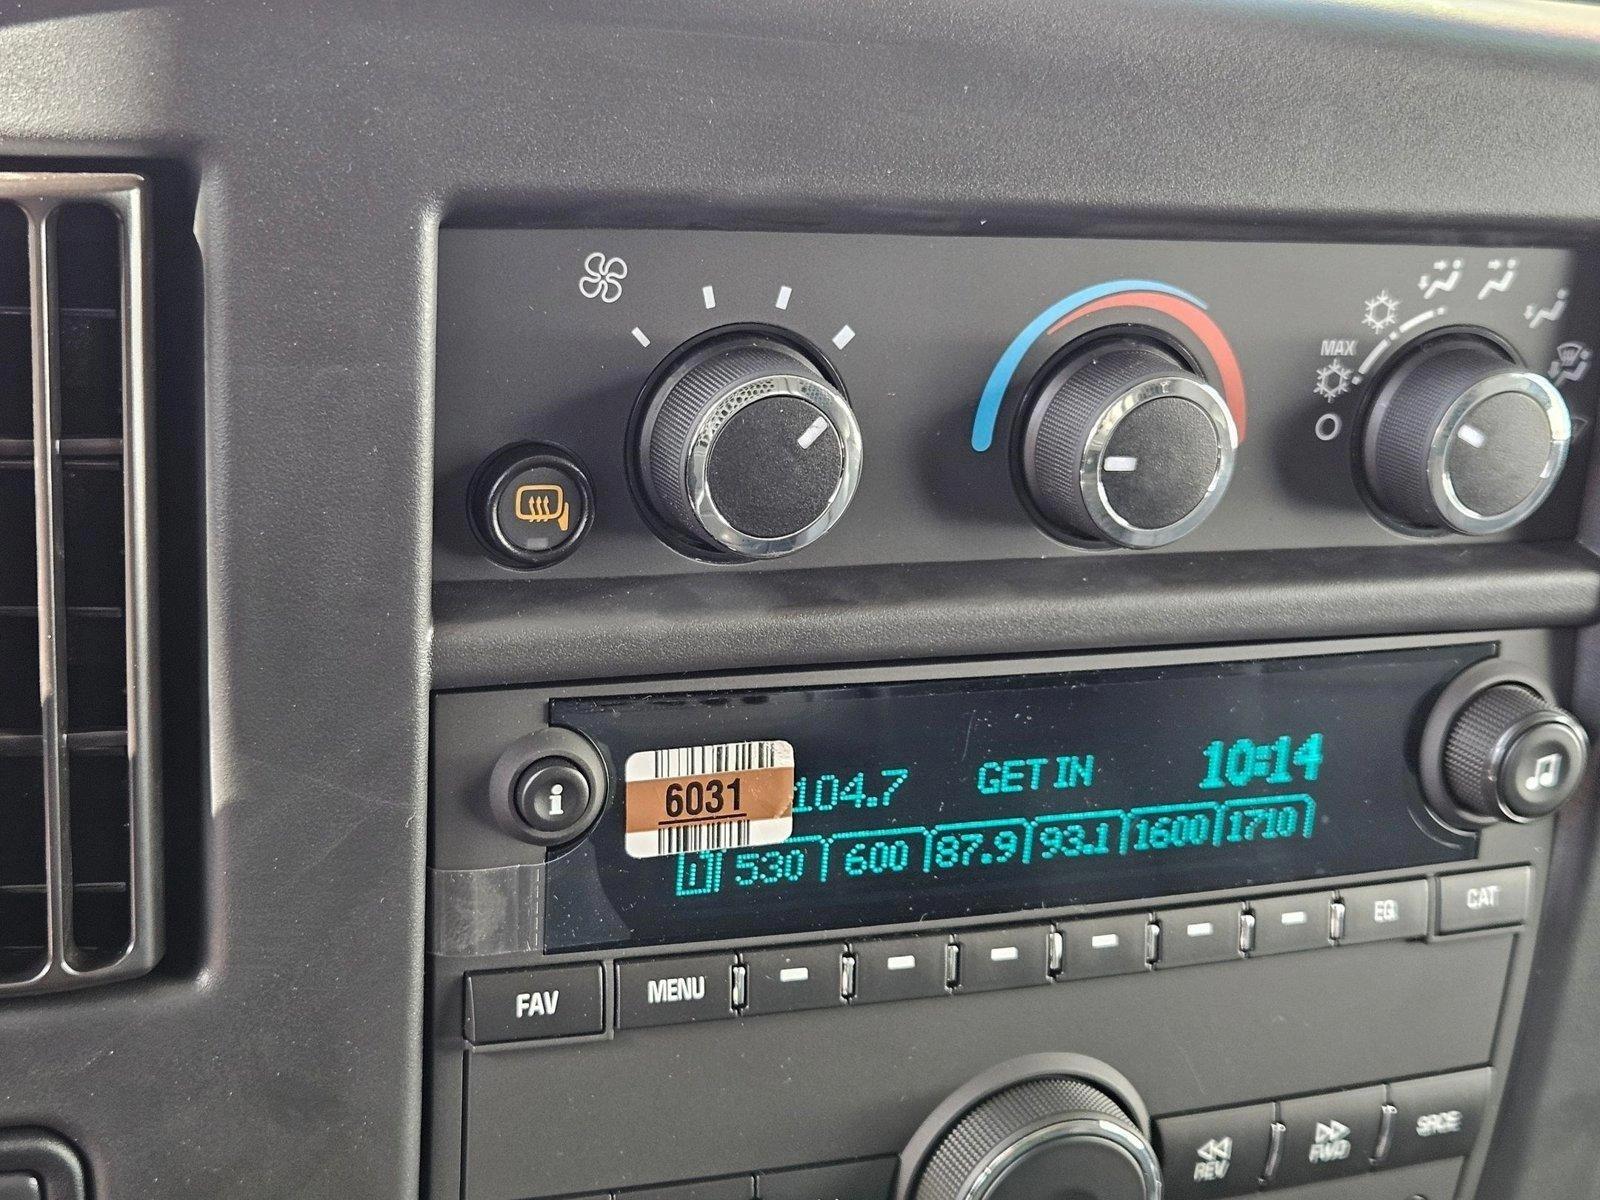 MAX
i
6031
104.7 GET IN 10:14
1 530 600 87.9 93.1 1600 1710
FAV MENU EQ CAT
REV FWD SRCE